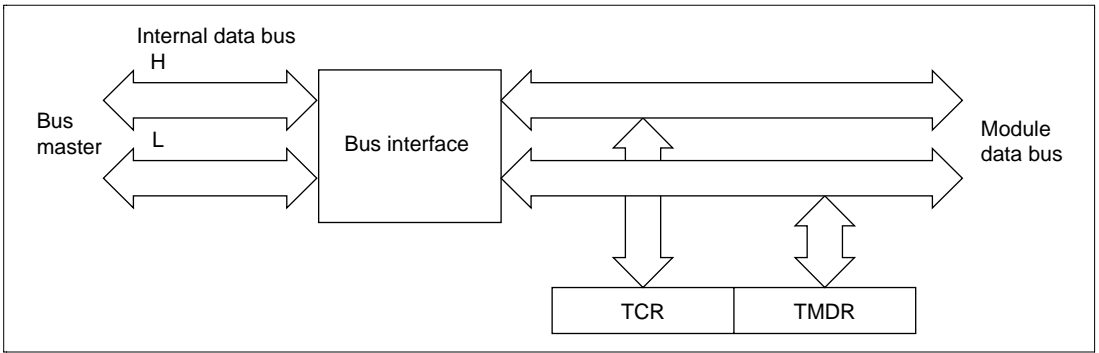 Internal data bus
H
Bus
master
L
Bus interface
Module
data bus
TCR
TMDR